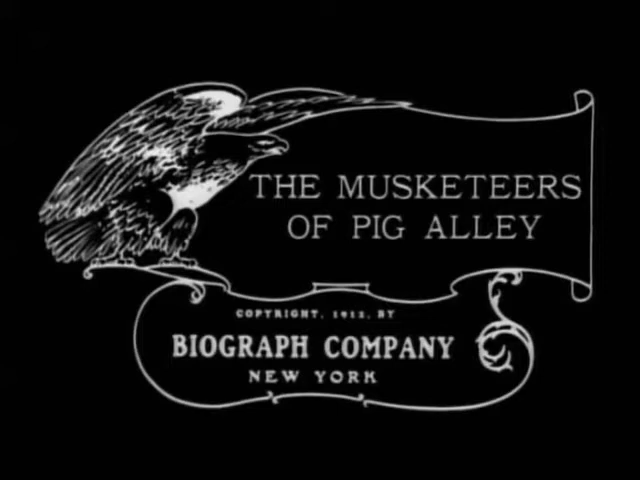 THE MUSKETEERS
OF PIG ALLEY
COPYRIGHT, 1912, BY
BIOGRAPH COMPANY
NEW YORK